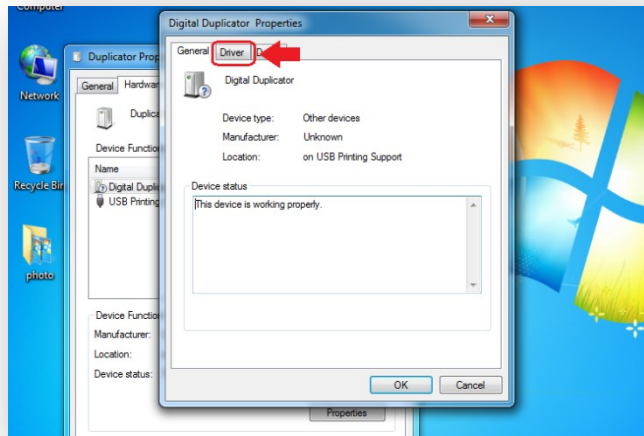 Computer
Network
Recycle Bin
photo
Duplicator Prop
General Hardwar
Duplica
Device Functio
Name
Digital Duplic
USB Printing
Device Functio
Manufacturer:
Location:
Device status:
Properties
Digital Duplicator Properties
General Driver
Digital Duplicator
Device type: Other devices
Manufacturer: Unknown
Location: on USB Printing Support
Device status
This device is working properly.
OK Cancel